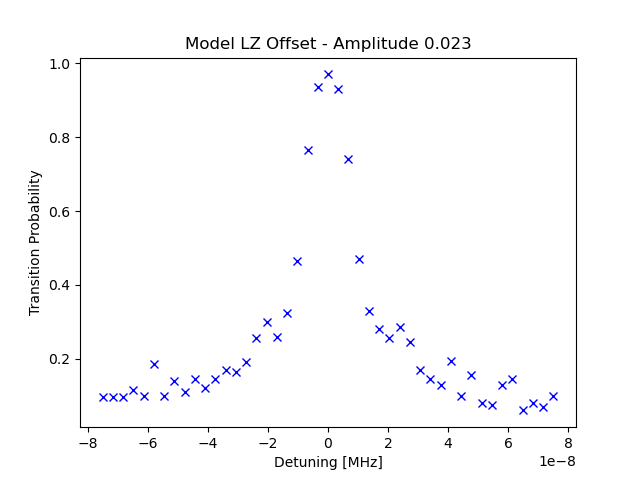 Model LZ Offset - Amplitude 0.023
Transition Probability
1.0
0.8
0.6
0.4
0.2
−8 −6 −4 −2 0 2 4 6 8
1e−8
Detuning [MHz]